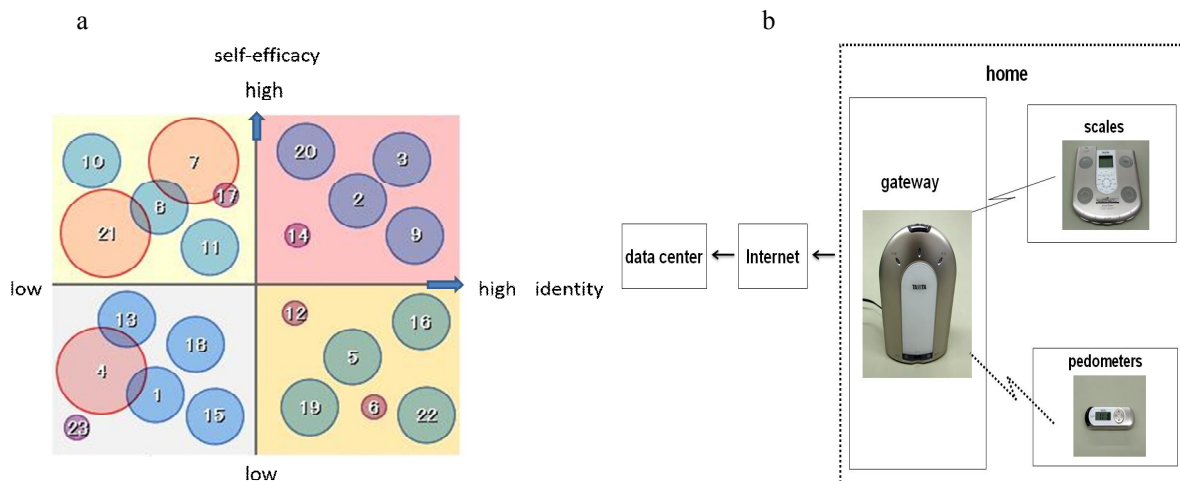 a
self-efficacy
high
10
7
17
8
21
11
20
3
2
14
9
low
high identity
13
18
4
1
15
23
12
16
5
19
6
22
low
b
home
scales
gateway
TANITA
data center
Internet
pedometers